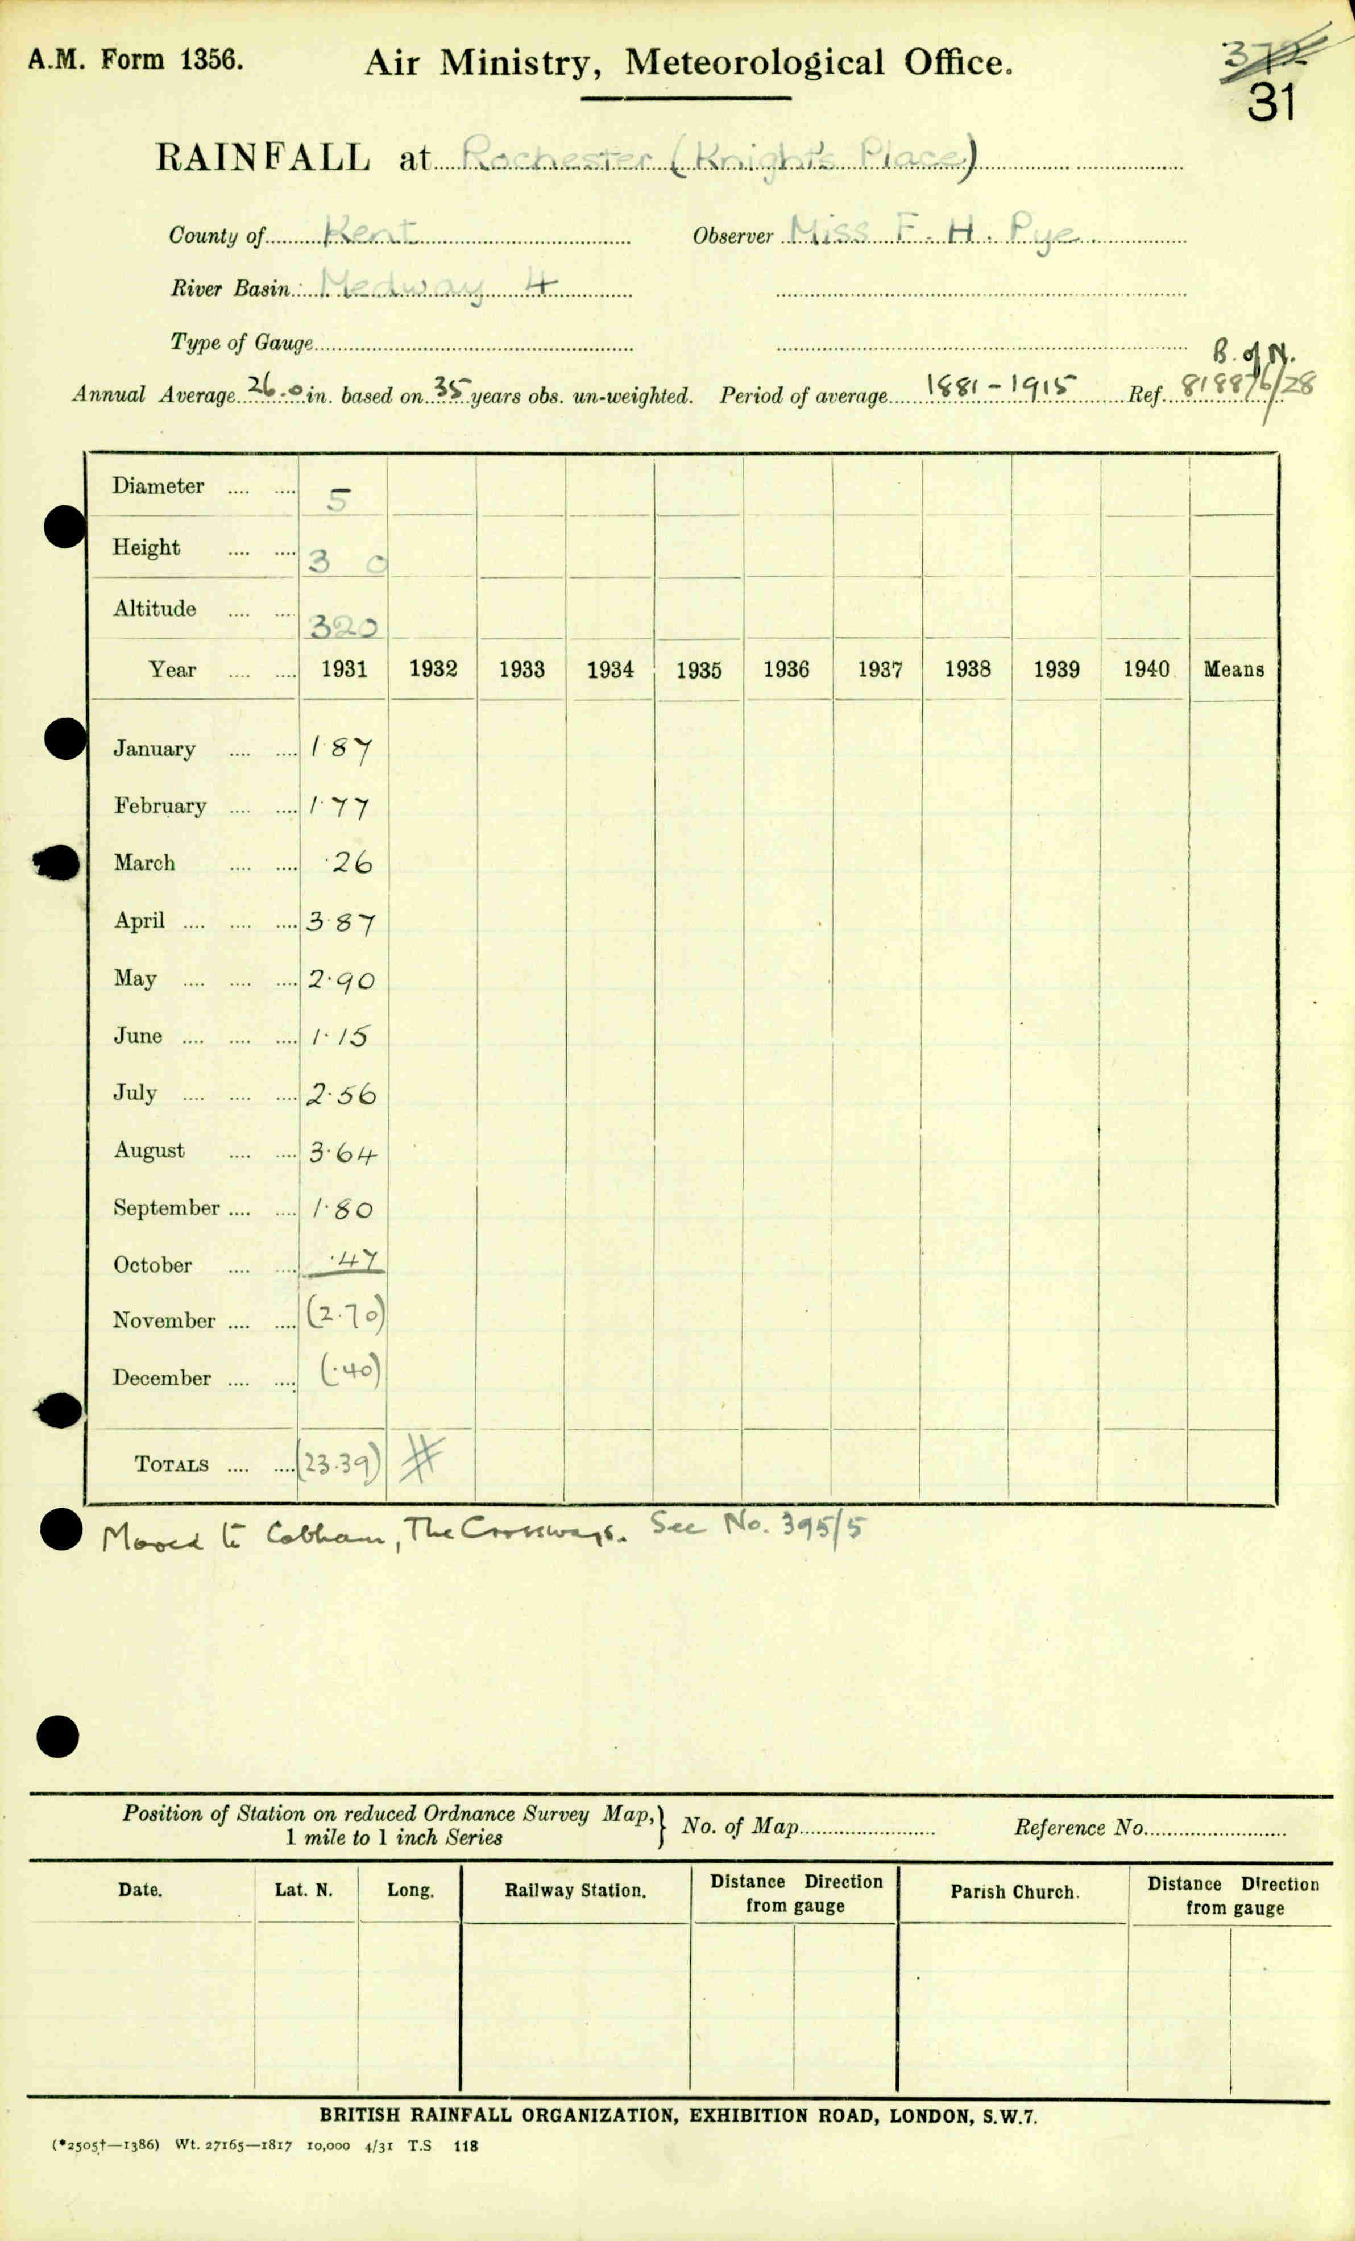 A.M. Form 1356. Air Ministry, Meteorological Office. 372
31
RAINFALL at Rochester (Knight's Place)
County of Kent Observer Miss F. H. Pye.
River Basin Medway 4
Type of Gauge
B. of N.
Annual Average 26.0 in. based on 35 years obs. un-weighted. Period of average 1881-1915 Ref. 818876/28
Diameter .... .... 5
Height .... .... 3 0
Altitude .... .... 320
Year .... .... 1931 1932 1933 1934 1935 1936 1937 1938 1939 1940 Means
January .... .... 1·87
February .... .... 1·77
March .... .... ·26
April .... .... .... 3·87
May .... .... .... 2·90
June .... .... .... 1·15
July .... .... .... 2·56
August .... .... 3·64
September .... .... 1·80
October .... .... ·47
November .... .... (2.70)
December .... .... (·40)
TOTALS .... .... (23.39) #
Moved to Cobham, The Crossways. See No. 395/5
Position of Station on reduced Ordnance Survey Map,} No. of Map Reference No.
1 mile to 1 inch Series
Date. Lat. N. Long. Railway Station. Distance Direction from gauge Parish Church. Distance Direction from gauge
BRITISH RAINFALL ORGANIZATION, EXHIBITION ROAD, LONDON, S.W.7.
(*2505†—1386) Wt. 27165—1817 10,000 4/31 T.S 118